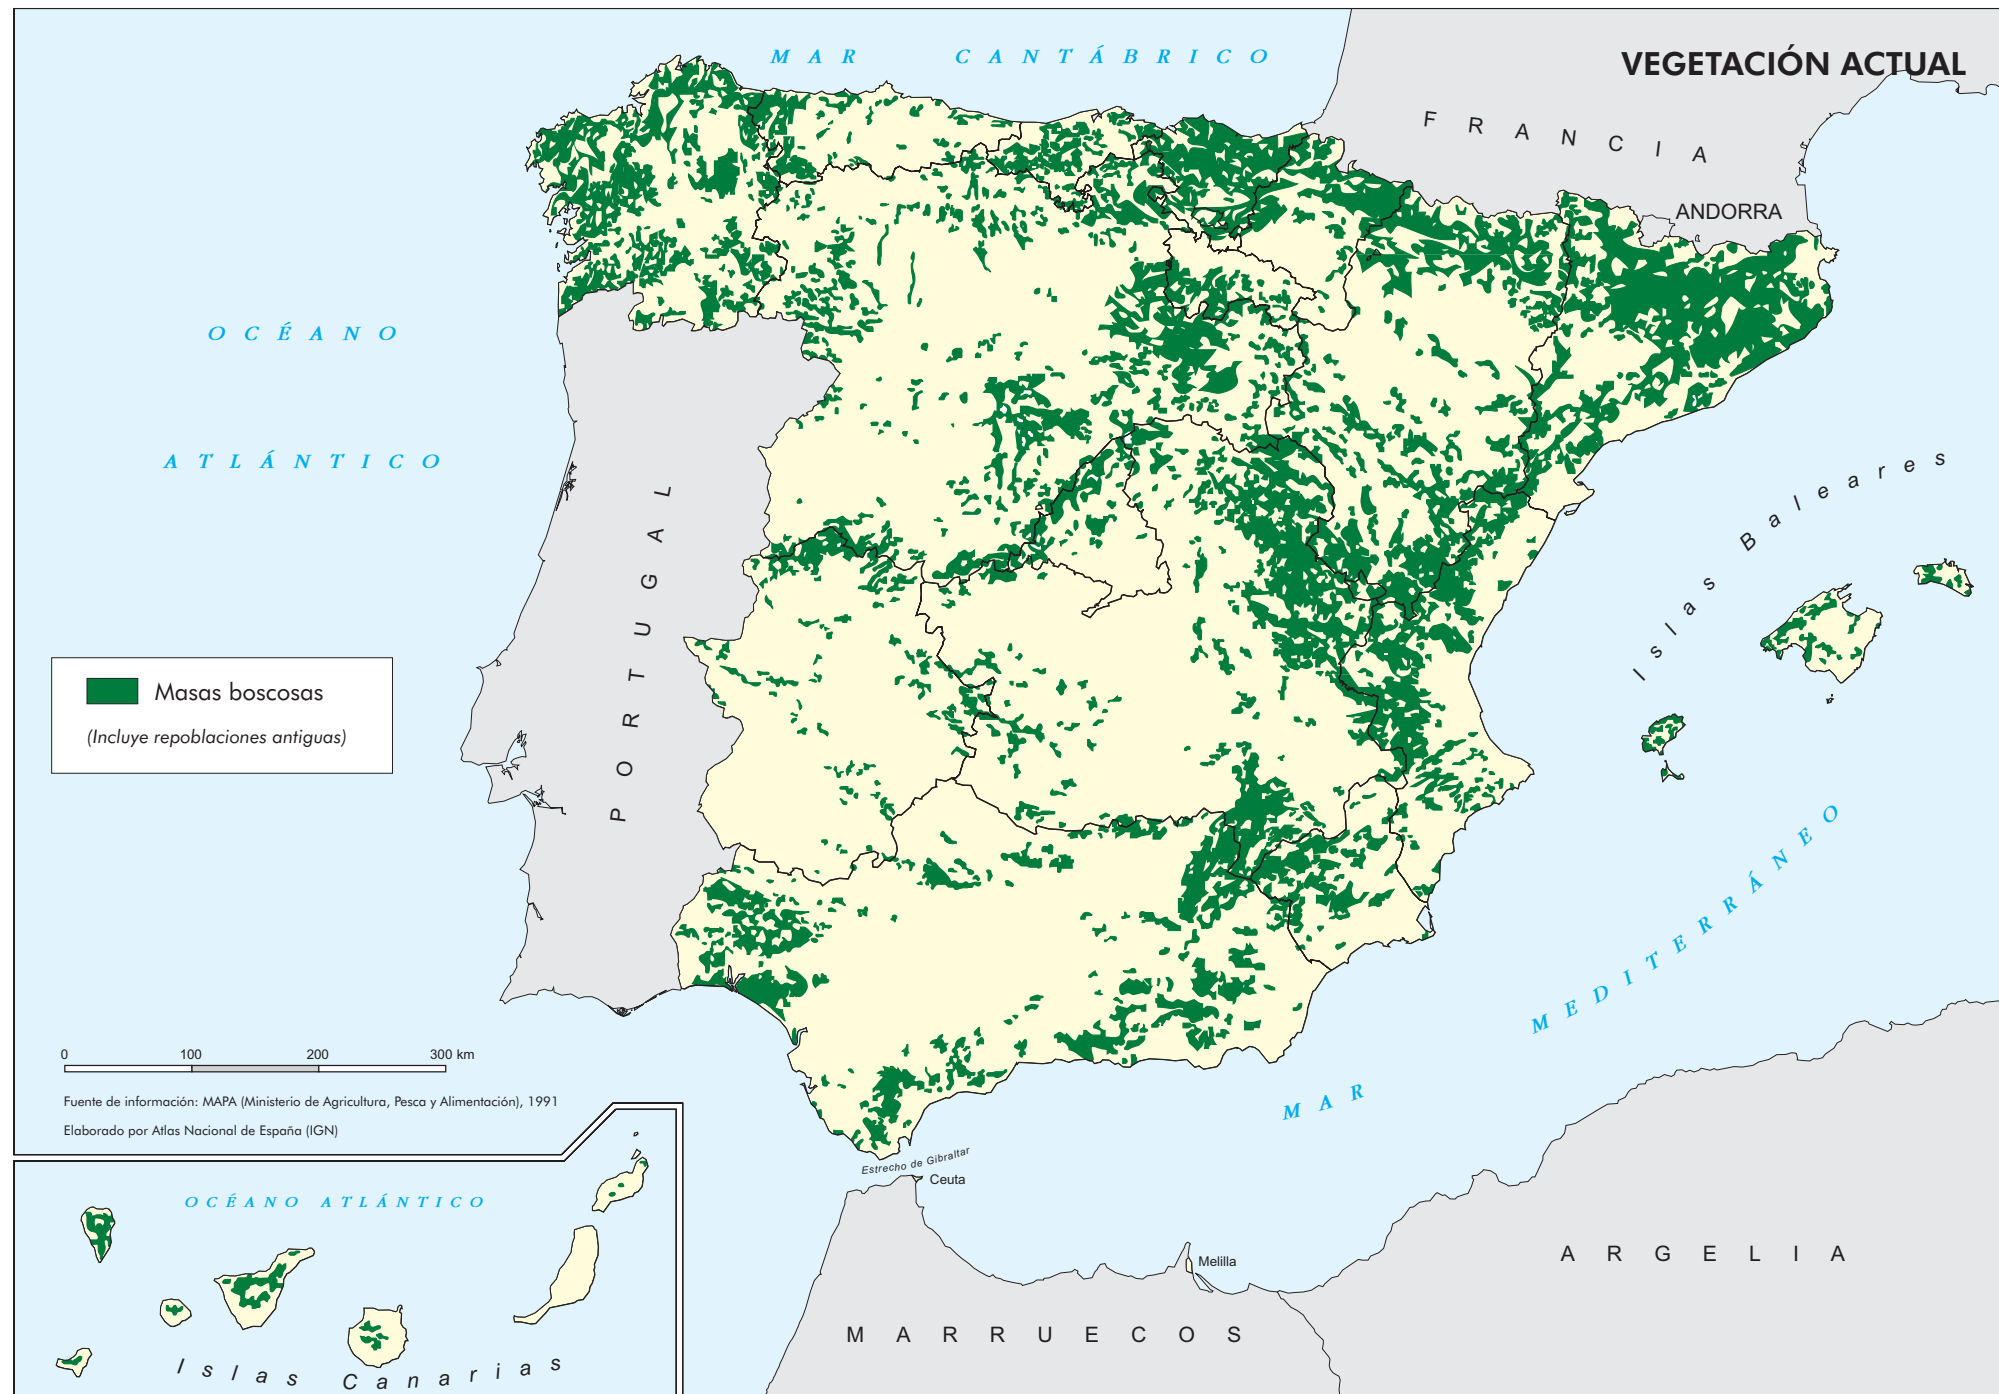 VEGETACIÓN ACTUAL
MAR CANTÁBRICO
FRANCIA
ANDORRA
OCÉANO
ATLÁNTICO
PORTUGAL
Islas Baleares
Masas boscosas
(Incluye repoblaciones antiguas)
MAR MEDITERRÁNEO
0 100 200 300 km
Fuente de información: MAPA (Ministerio de Agricultura, Pesca y Alimentación), 1991
Elaborado por Atlas Nacional de España (IGN)
Estrecho de Gibraltar
Ceuta
OCÉANO ATLÁNTICO
Melilla
ARGELIA
MARRUECOS
Islas Canarias